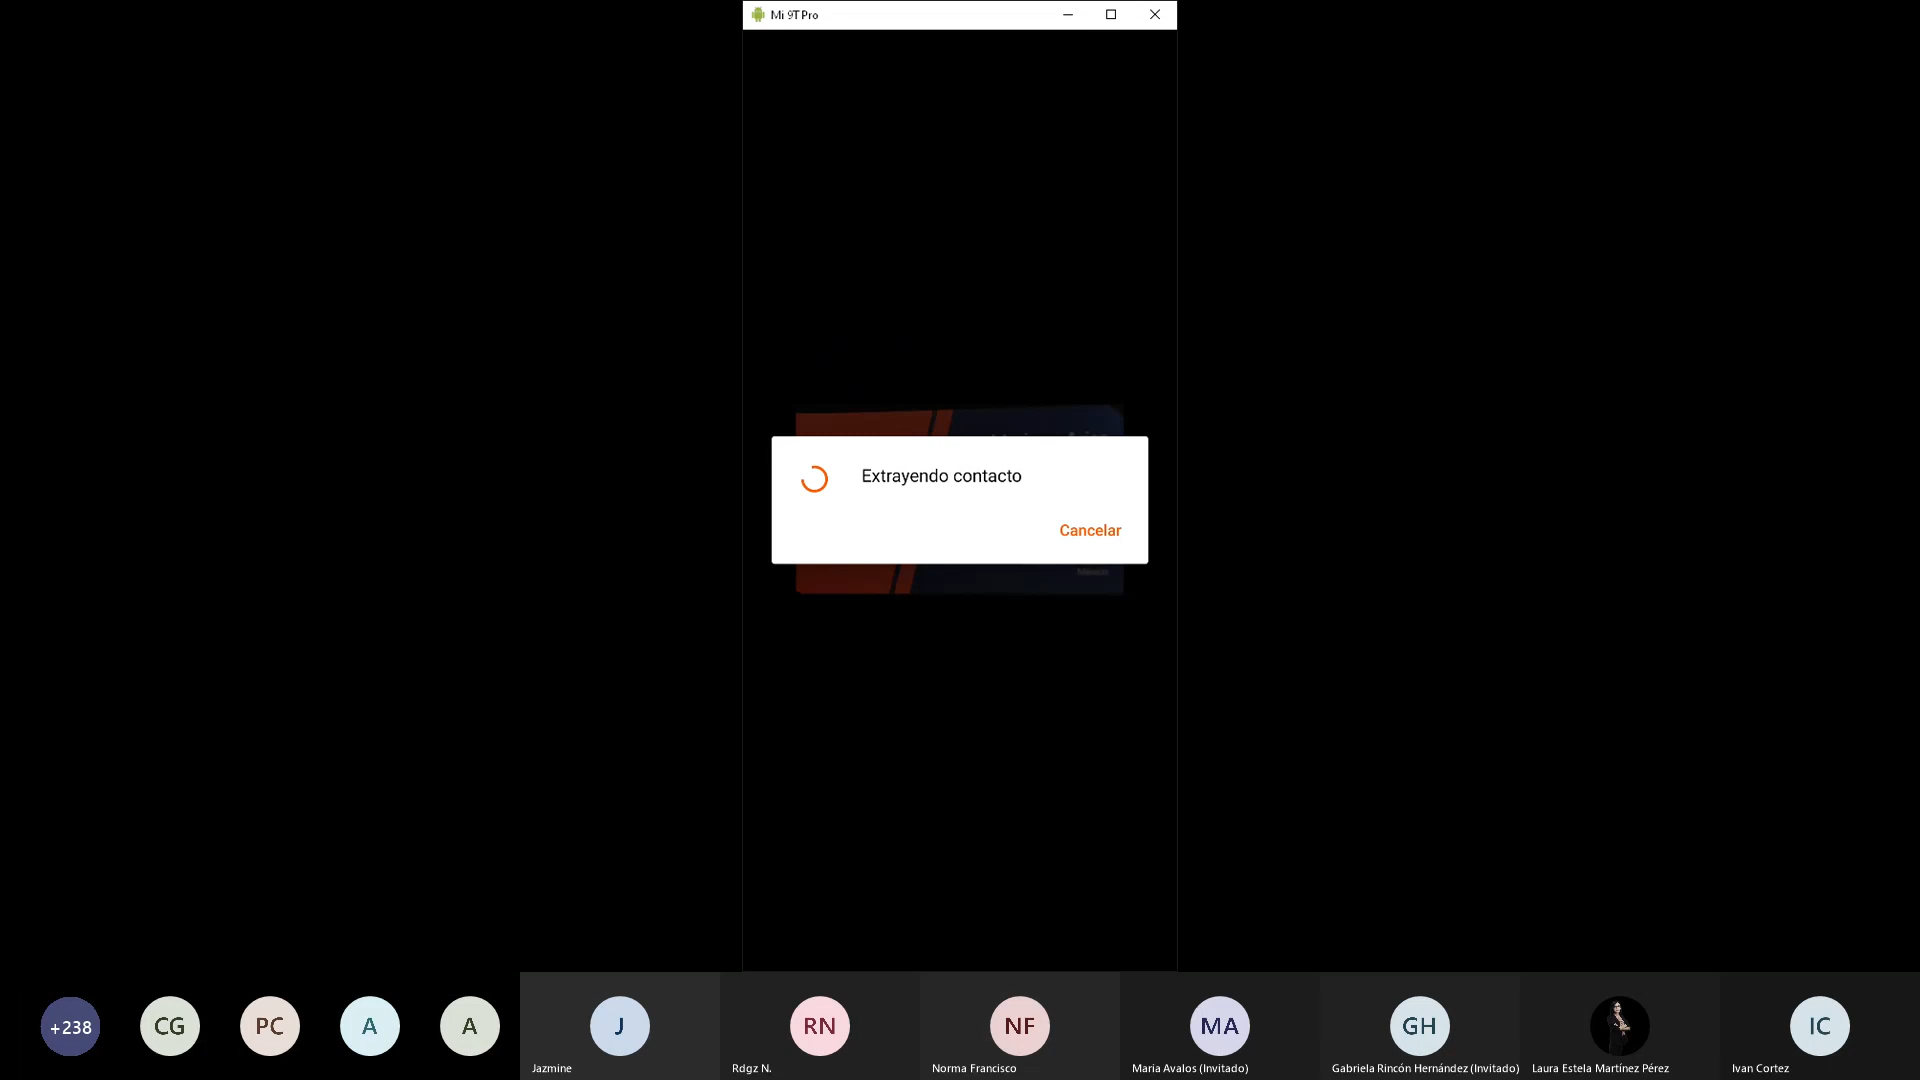 Mi 9T Pro
Extrayendo contacto
Cancelar
México
+238
CG
PC
A
A
J
RN
NF
MA
GH
IC
Jazmine
Rdgz N.
Norma Francisco
Maria Avalos (Invitado)
Gabriela Rincón Hernández (Invitado)
Laura Estela Martínez Pérez
Ivan Cortez